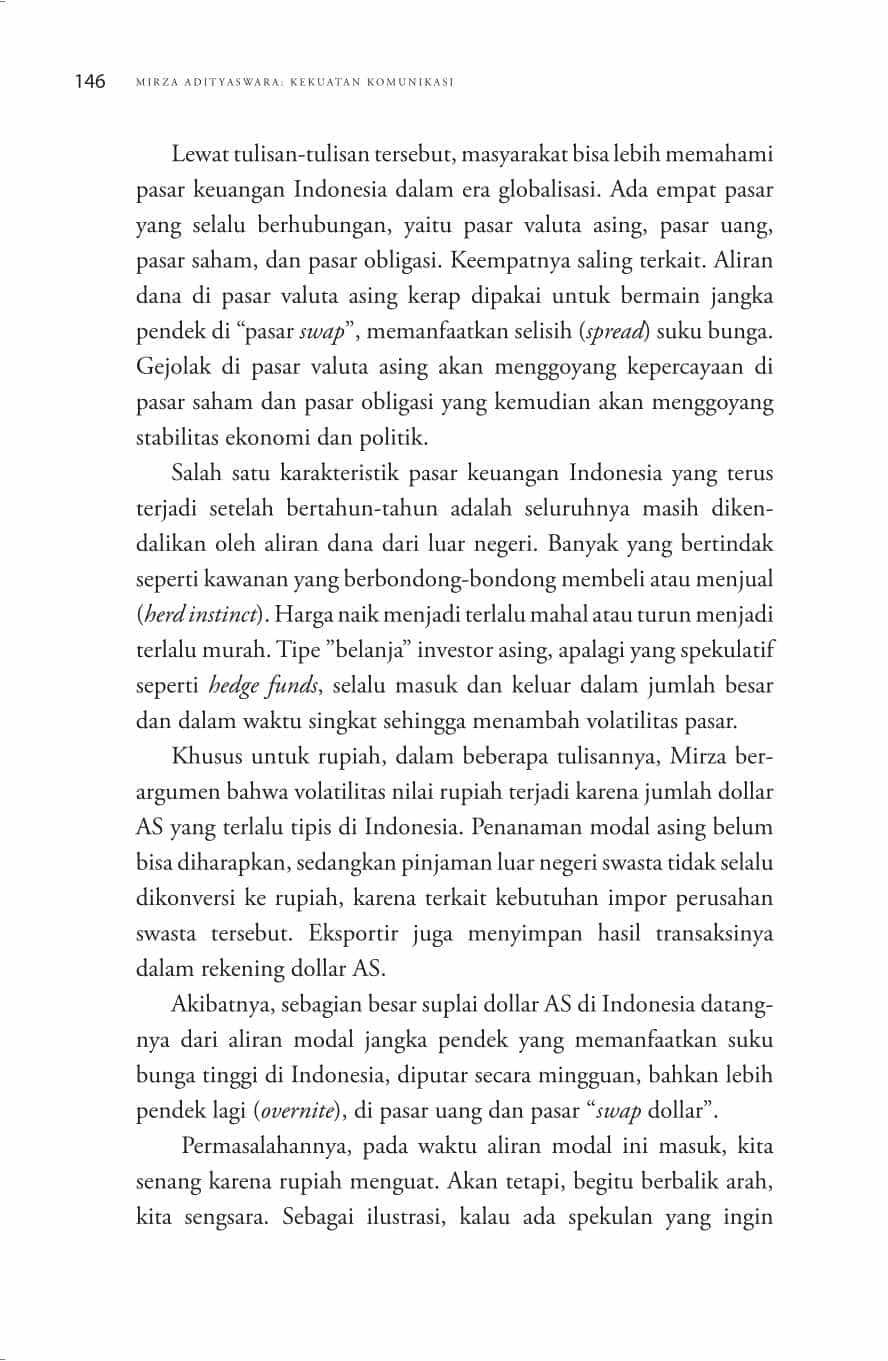 146 MIRZA ADITYASWARA: KEKUATAN KOMUNIKASI
Lewat tulisan-tulisan tersebut, masyarakat bisa lebih memahami
pasar keuangan Indonesia dalam era globalisasi. Ada empat pasar
yang selalu berhubungan, yaitu pasar valuta asing, pasar uang,
pasar saham, dan pasar obligasi. Keempatnya saling terkait. Aliran
dana di pasar valuta asing kerap dipakai untuk bermain jangka
pendek di “pasar swap”, memanfaatkan selisih (spread) suku bunga.
Gejolak di pasar valuta asing akan menggoyang kepercayaan di
pasar saham dan pasar obligasi yang kemudian akan menggoyang
stabilitas ekonomi dan politik.
Salah satu karakteristik pasar keuangan Indonesia yang terus
terjadi setelah bertahun-tahun adalah seluruhnya masih diken-
dalikan oleh aliran dana dari luar negeri. Banyak yang bertindak
seperti kawanan yang berbondong-bondong membeli atau menjual
(herd instinct). Harga naik menjadi terlalu mahal atau turun menjadi
terlalu murah. Tipe ”belanja” investor asing, apalagi yang spekulatif
seperti hedge funds, selalu masuk dan keluar dalam jumlah besar
dan dalam waktu singkat sehingga menambah volatilitas pasar.
Khusus untuk rupiah, dalam beberapa tulisannya, Mirza ber-
argumen bahwa volatilitas nilai rupiah terjadi karena jumlah dollar
AS yang terlalu tipis di Indonesia. Penanaman modal asing belum
bisa diharapkan, sedangkan pinjaman luar negeri swasta tidak selalu
dikonversi ke rupiah, karena terkait kebutuhan impor perusahan
swasta tersebut. Eksportir juga menyimpan hasil transaksinya
dalam rekening dollar AS.
Akibatnya, sebagian besar suplai dollar AS di Indonesia datang-
nya dari aliran modal jangka pendek yang memanfaatkan suku
bunga tinggi di Indonesia, diputar secara mingguan, bahkan lebih
pendek lagi (overnite), di pasar uang dan pasar “swap dollar”.
Permasalahannya, pada waktu aliran modal ini masuk, kita
senang karena rupiah menguat. Akan tetapi, begitu berbalik arah,
kita sengsara. Sebagai ilustrasi, kalau ada spekulan yang ingin